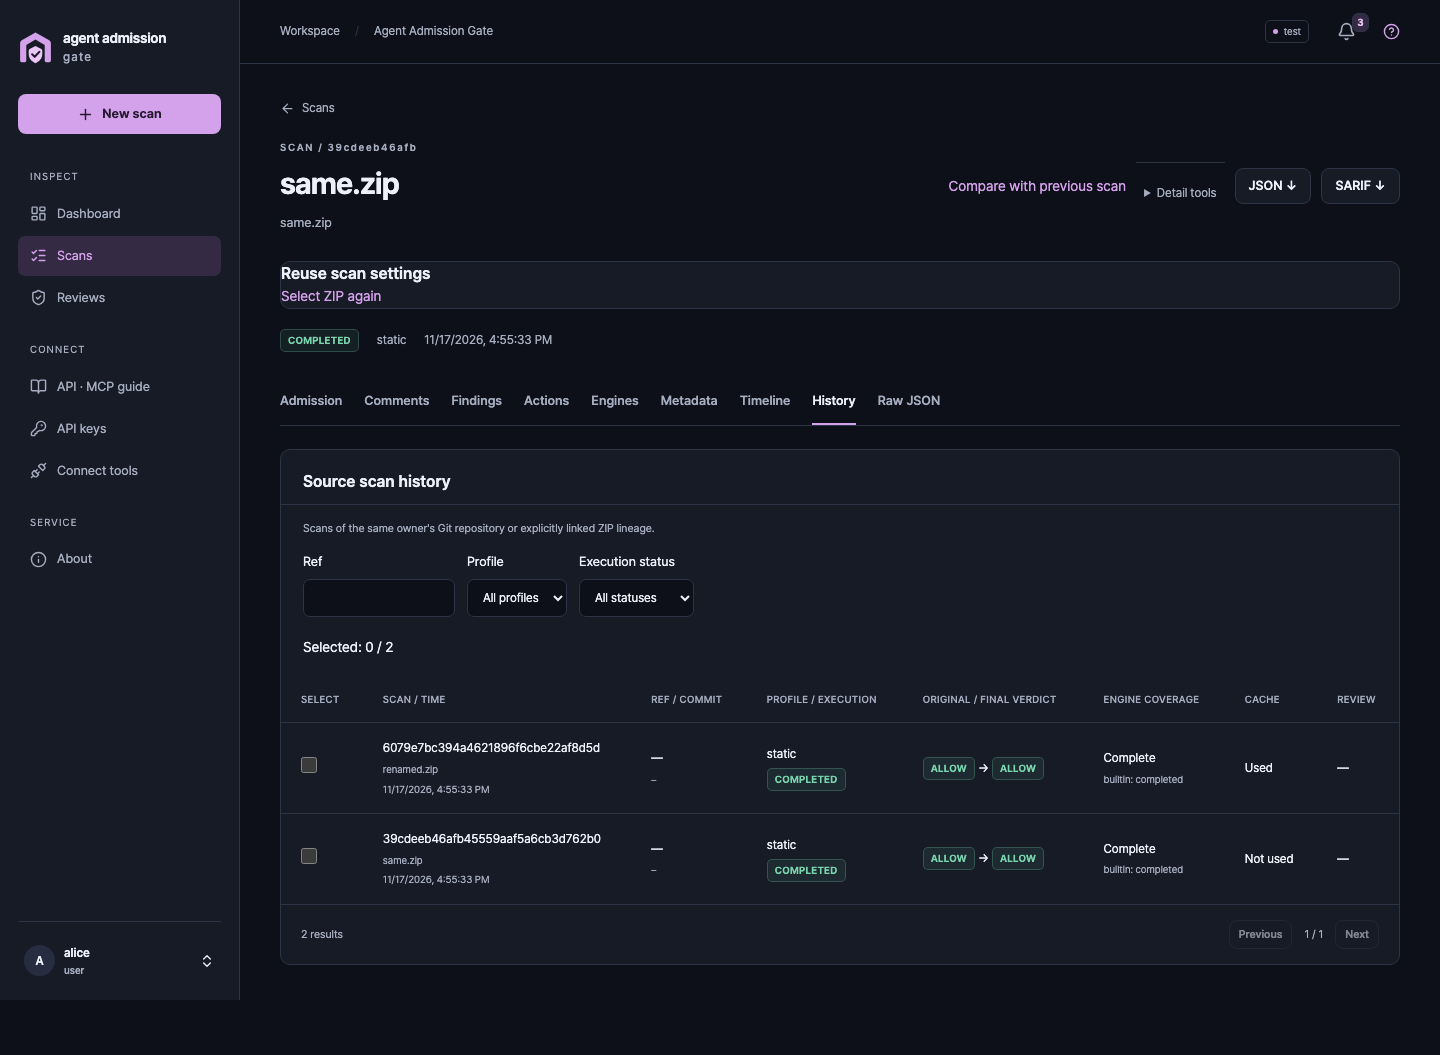 agent admission
gate
New scan
INSPECT
Dashboard
Scans
Reviews
CONNECT
API · MCP guide
API keys
Connect tools
SERVICE
About
A
alice
user
Workspace / Agent Admission Gate
test
3
?
← Scans
SCAN / 39cdeeb46afb
same.zip
same.zip
Compare with previous scan
▶ Detail tools
JSON ↓
SARIF ↓
Reuse scan settings
Select ZIP again
COMPLETED static 11/17/2026, 4:55:33 PM
Admission Comments Findings Actions Engines Metadata Timeline History Raw JSON
Source scan history
Scans of the same owner's Git repository or explicitly linked ZIP lineage.
Ref Profile Execution status
All profiles All statuses
Selected: 0 / 2
SELECT SCAN / TIME REF / COMMIT PROFILE / EXECUTION ORIGINAL / FINAL VERDICT ENGINE COVERAGE CACHE REVIEW
6079e7bc394a4621896f6cbe22af8d5d
renamed.zip
11/17/2026, 4:55:33 PM
—
–
static
COMPLETED
ALLOW → ALLOW
Complete
builtin: completed
Used
—
39cdeeb46afb45559aaf5a6cb3d762b0
same.zip
11/17/2026, 4:55:33 PM
—
–
static
COMPLETED
ALLOW → ALLOW
Complete
builtin: completed
Not used
—
2 results
Previous 1 / 1 Next